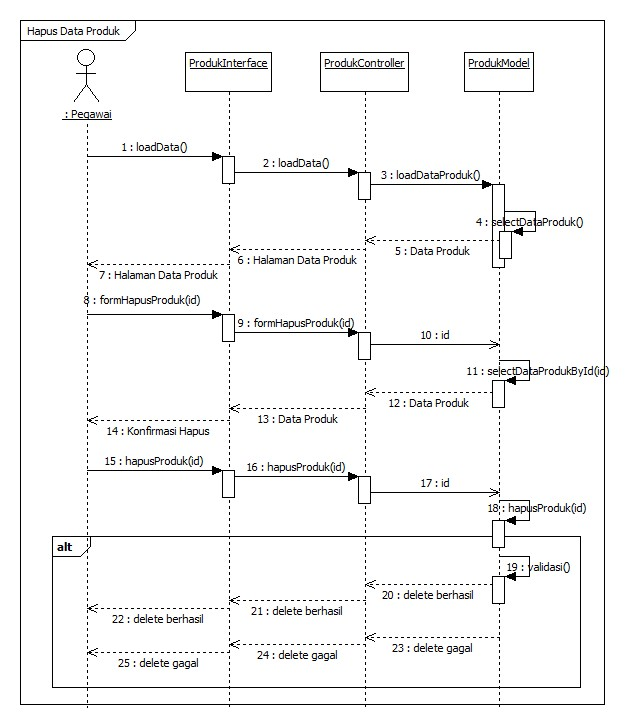 Hapus Data Produk
: Pegawai
ProdukInterface
ProdukController
ProdukModel
1 : loadData()
2 : loadData()
3 : loadDataProduk()
4 : selectDataProduk()
5 : Data Produk
6 : Halaman Data Produk
7 : Halaman Data Produk
8 : formHapusProduk(id)
9 : formHapusProduk(id)
10 : id
11 : selectDataProdukById(id)
12 : Data Produk
13 : Data Produk
14 : Konfirmasi Hapus
15 : hapusProduk(id)
16 : hapusProduk(id)
17 : id
18 : hapusProduk(id)
alt
19 : validasi()
20 : delete berhasil
21 : delete berhasil
22 : delete berhasil
23 : delete gagal
24 : delete gagal
25 : delete gagal